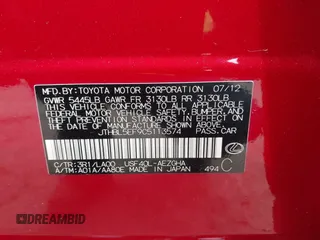 MFD. BY: TOYOTA MOTOR CORPORATION 07/12
GVWR 5445LB GAWR FR 3130LB RR 3130LB
THIS VEHICLE CONFORMS TO ALL APPLICABLE
FEDERAL MOTOR VEHICLE SAFETY, BUMPER, AND
THEFT PREVENTION STANDARDS IN EFFECT ON
THE DATE OF MANUFACTURE SHOWN ABOVE.
JTHBL5EF9C5113574 PASS. CAR
C/TR: 3R1/LA00 USF40L-AEZGHA
A/TM: A01A/AA80E MADE IN JAPAN 494 C
DREAMBID